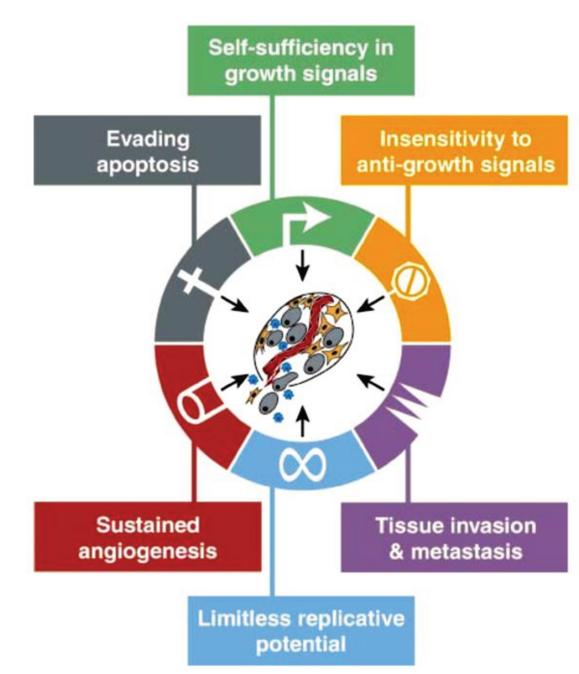 Self-sufficiency in
growth signals
Evading
apoptosis
Insensitivity to
anti-growth signals
Sustained
angiogenesis
Tissue invasion
& metastasis
Limitless replicative
potential